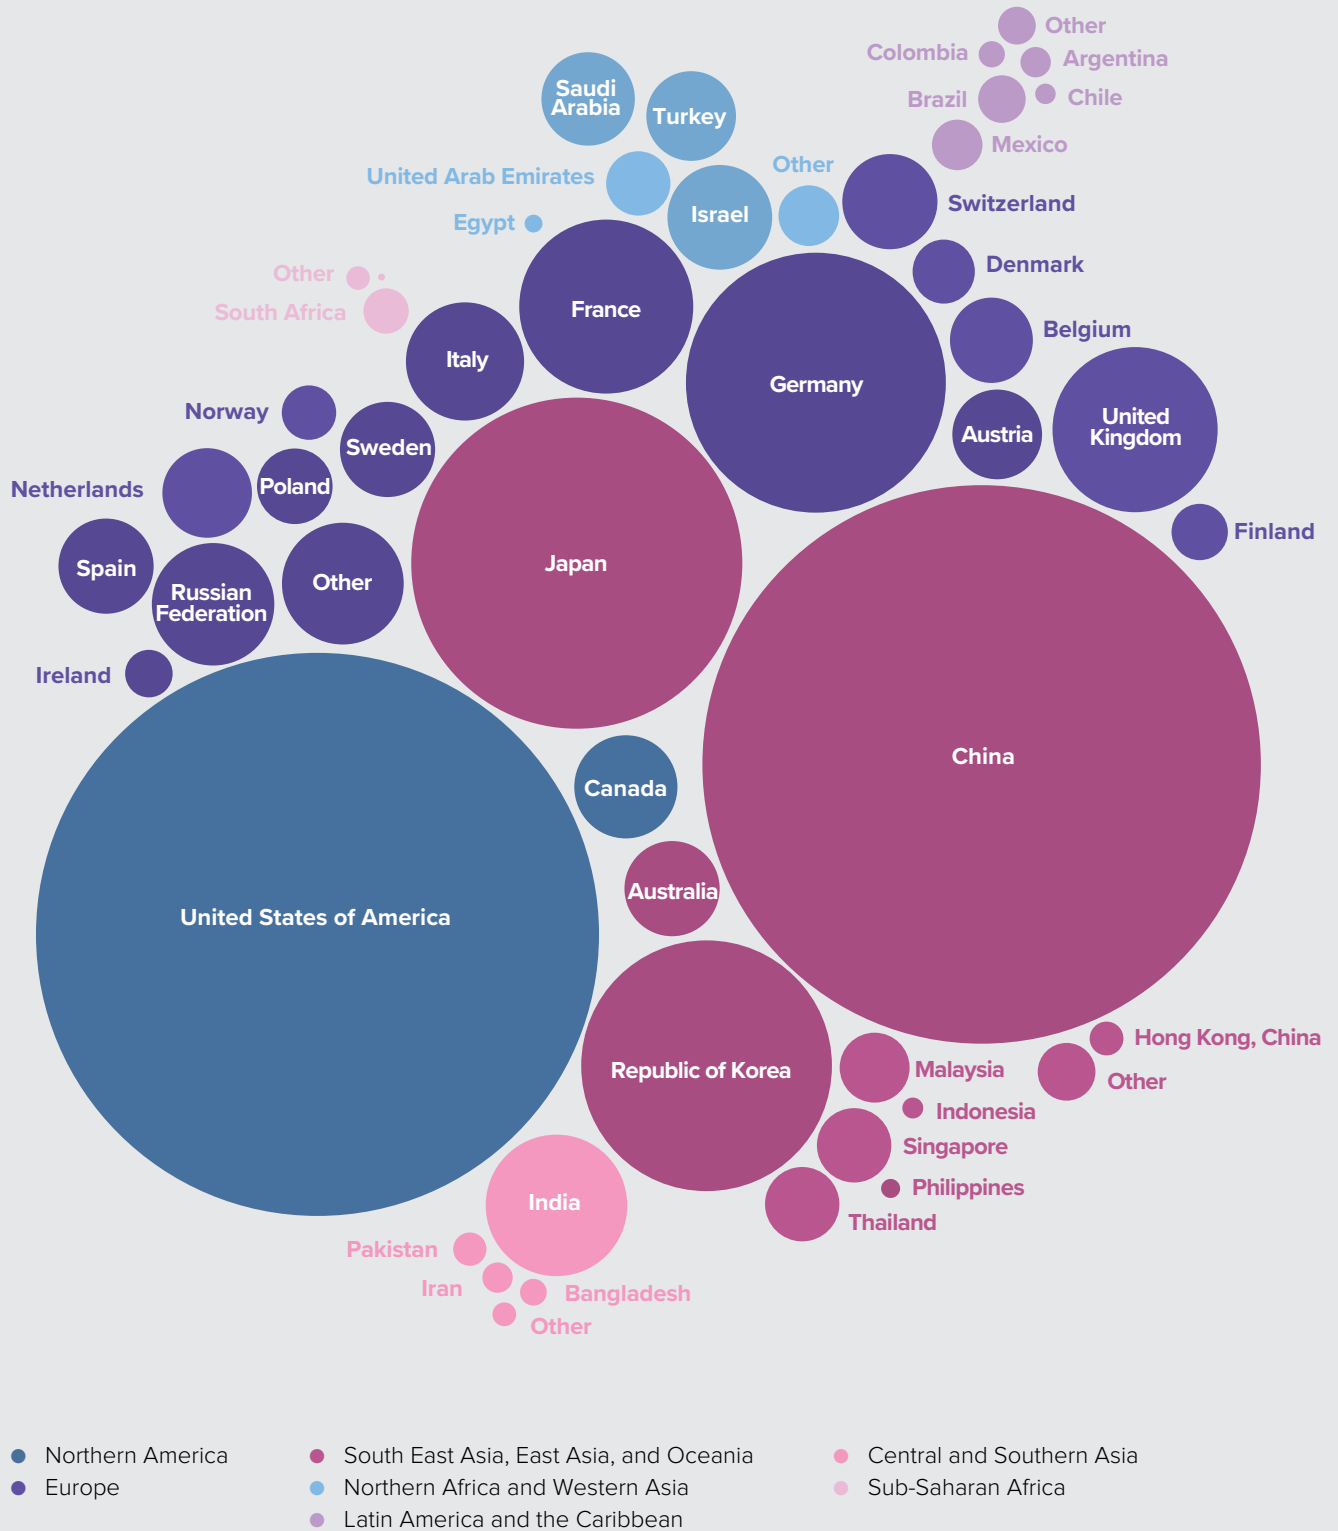 Other
Colombia
Argentina
Brazil
Chile
Mexico
Saudi
Arabia
Turkey
United Arab Emirates
Other
Egypt
Israel
Switzerland
Denmark
Other
South Africa
France
Belgium
Italy
Germany
Norway
Sweden
Austria
United
Kingdom
Netherlands
Poland
Finland
Spain
Russian
Federation
Other
Japan
Ireland
China
Canada
Australia
United States of America
Republic of Korea
Hong Kong, China
Malaysia
Other
Indonesia
Singapore
Philippines
Thailand
India
Pakistan
Iran
Bangladesh
Other
Northern America
South East Asia, East Asia, and Oceania
Central and Southern Asia
Europe
Northern Africa and Western Asia
Sub-Saharan Africa
Latin America and the Caribbean